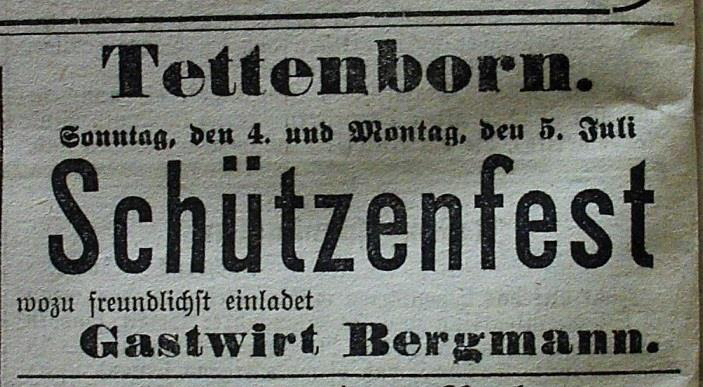 Tettenborn.
Sonntag, den 4. und Montag, den 5. Juli
Schützenfest
wozu freundlichst einladet
Gastwirt Bergmann.